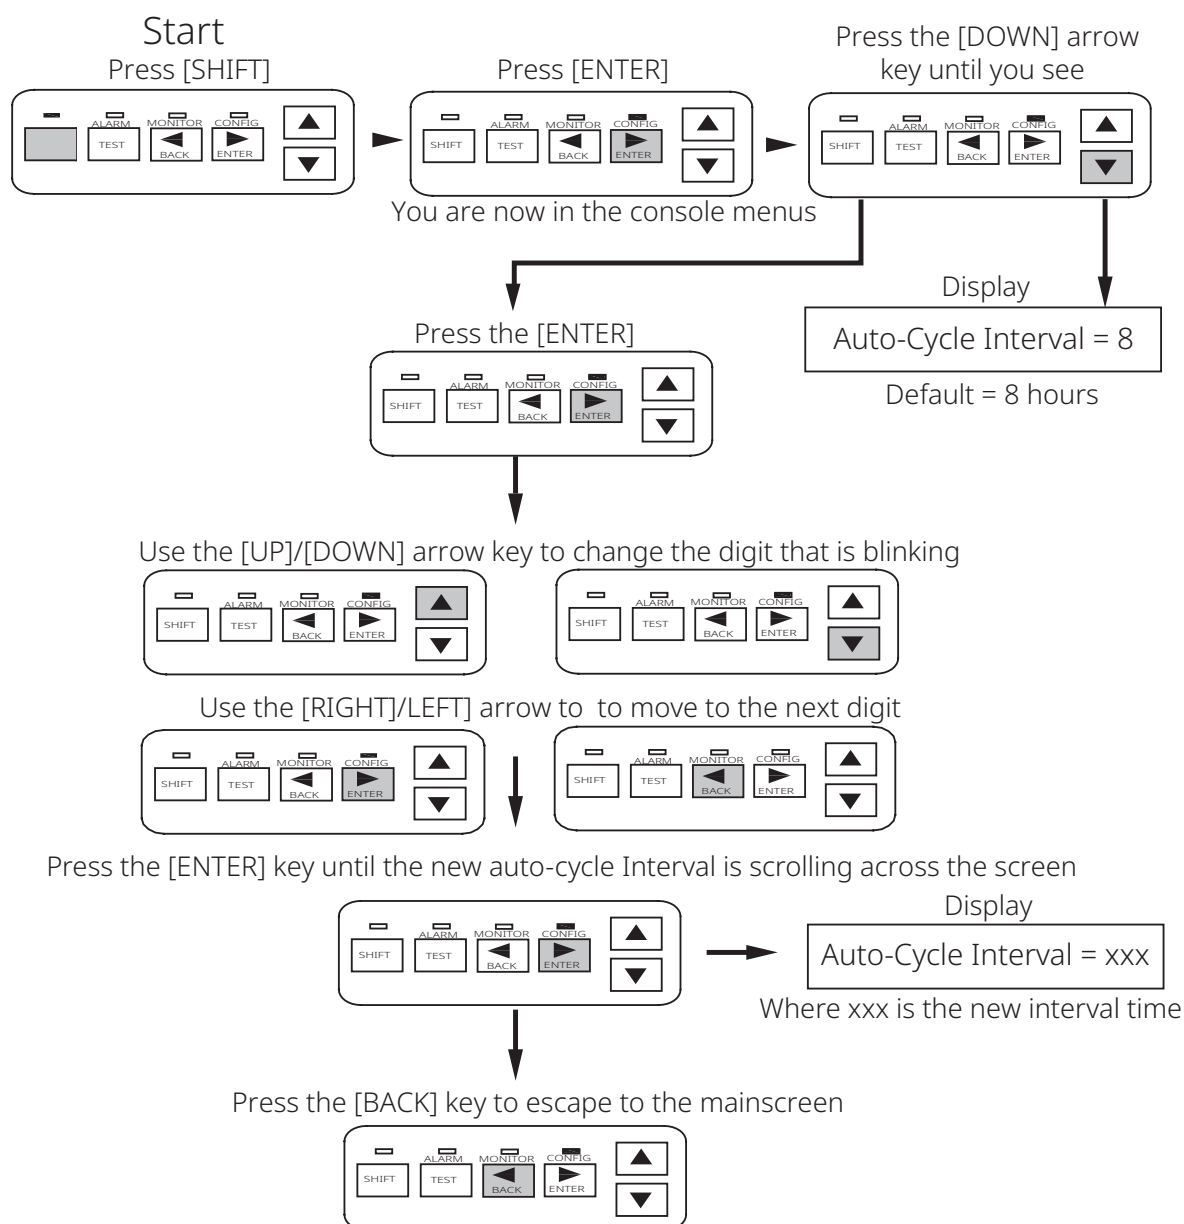 Start
Press [SHIFT]
Press [ENTER]
Press the [DOWN] arrow
key until you see
ALARM MONITOR CONFIG
TEST BACK ENTER
ALARM MONITOR CONFIG
SHIFT TEST BACK ENTER
ALARM MONITOR CONFIG
SHIFT TEST BACK ENTER
You are now in the console menus
Display
Auto-Cycle Interval = 8
Default = 8 hours
Press the [ENTER]
ALARM MONITOR CONFIG
SHIFT TEST BACK ENTER
Use the [UP]/[DOWN] arrow key to change the digit that is blinking
ALARM MONITOR CONFIG
SHIFT TEST BACK ENTER
ALARM MONITOR CONFIG
SHIFT TEST BACK ENTER
Use the [RIGHT]/LEFT] arrow to to move to the next digit
ALARM MONITOR CONFIG
SHIFT TEST BACK ENTER
ALARM MONITOR CONFIG
SHIFT TEST BACK ENTER
Press the [ENTER] key until the new auto-cycle Interval is scrolling across the screen
ALARM MONITOR CONFIG
SHIFT TEST BACK ENTER
Display
Auto-Cycle Interval = xxx
Where xxx is the new interval time
Press the [BACK] key to escape to the mainscreen
ALARM MONITOR CONFIG
SHIFT TEST BACK ENTER